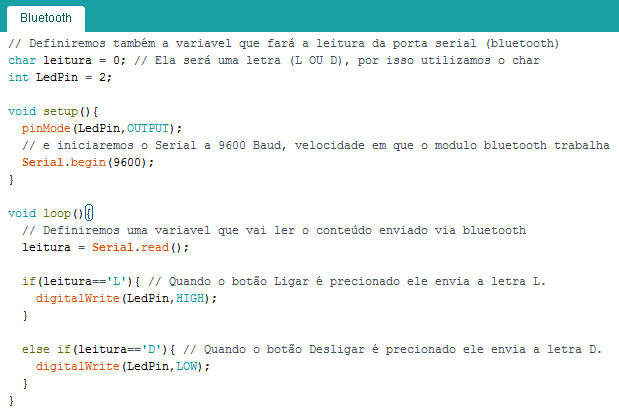 Bluetooth
// Definiremos também a variavel que fará a leitura da porta serial (bluetooth)
char leitura = 0; // Ela será uma letra (L OU D), por isso utilizamos o char
int LedPin = 2;
void setup(){
pinMode(LedPin,OUTPUT);
// e iniciaremos o Serial a 9600 Baud, velocidade em que o modulo bluetooth trabalha
Serial.begin(9600);
}
void loop(){
// Definiremos uma variavel que vai ler o conteúdo enviado via bluetooth
leitura = Serial.read();
if(leitura=='L'){ // Quando o botão Ligar é precionado ele envia a letra L.
digitalWrite(LedPin,HIGH);
}
else if(leitura=='D'){ // Quando o botão Desligar é precionado ele envia a letra D.
digitalWrite(LedPin,LOW);
}
}